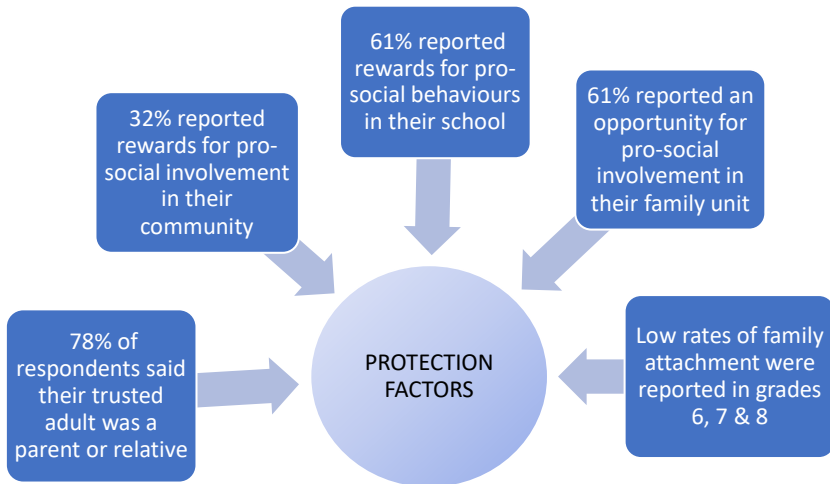 61% reported
rewards for pro-
social behaviours
in their school
32% reported
rewards for pro-
social involvement
in their
community
61% reported an
opportunity for
pro-social
involvement in
their family unit
78% of
respondents said
their trusted
adult was a
parent or relative
PROTECTION
FACTORS
Low rates of family
attachment were
reported in grades
6, 7 & 8